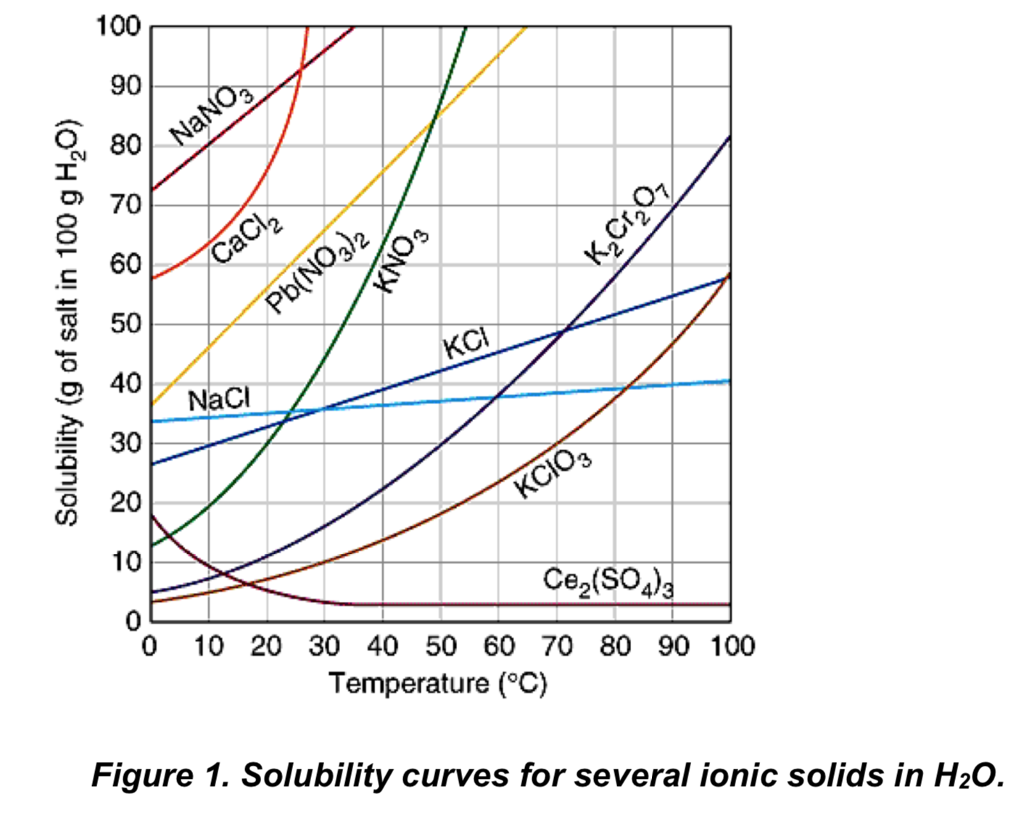 100
90
80
70
60
50
40
30
20
10
0
Solubility (g of salt in 100 g H₂O)
NaNO₃
CaCl₂
Pb(NO₃)₂
KNO₃
K₂Cr₂O₇
KCl
NaCl
KClO₃
Ce₂(SO₄)₃
0 10 20 30 40 50 60 70 80 90 100
Temperature (°C)
Figure 1. Solubility curves for several ionic solids in H₂O.